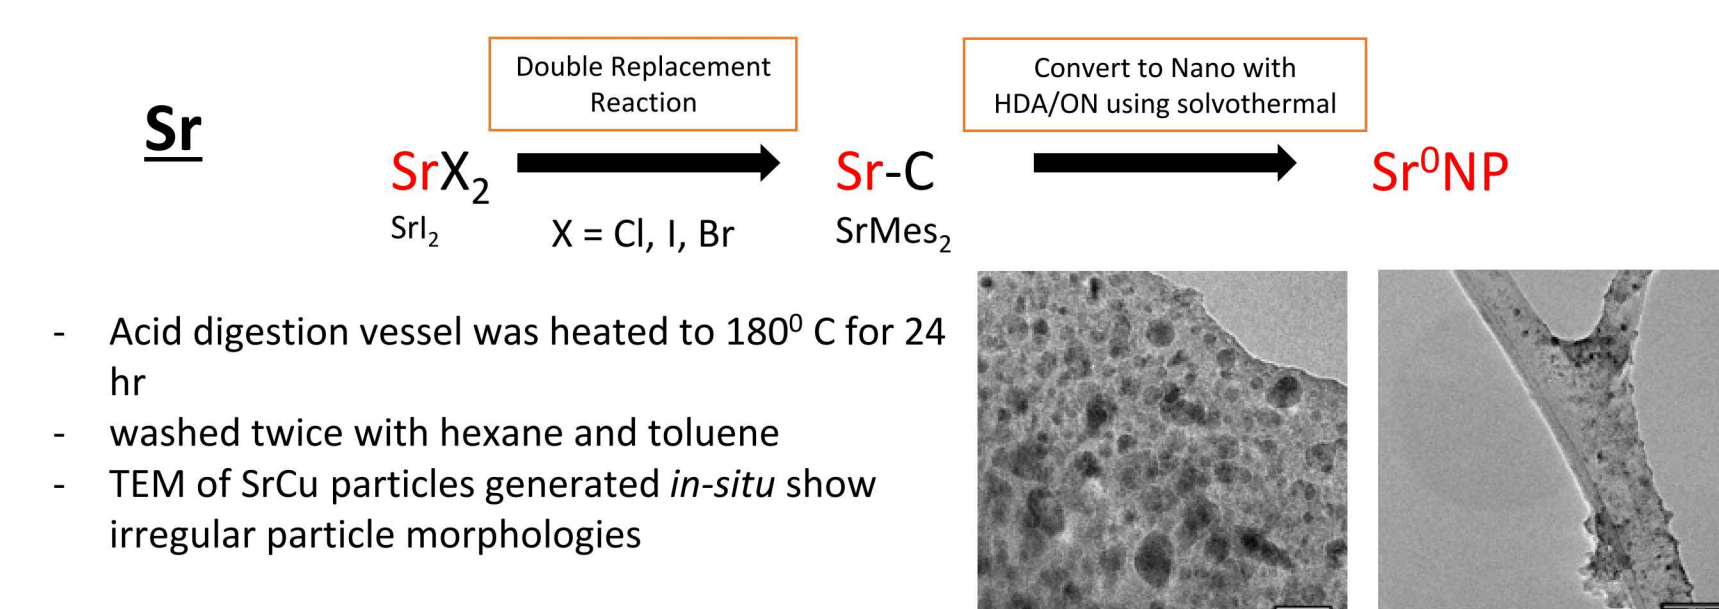 Double Replacement
Reaction
Convert to Nano with
HDA/ON using solvothermal
Sr
SrX₂
Sr-C
Sr⁰NP
SrI₂
X = Cl, I, Br
SrMes₂
- Acid digestion vessel was heated to 180⁰ C for 24
hr
- washed twice with hexane and toluene
- TEM of SrCu particles generated in-situ show
irregular particle morphologies